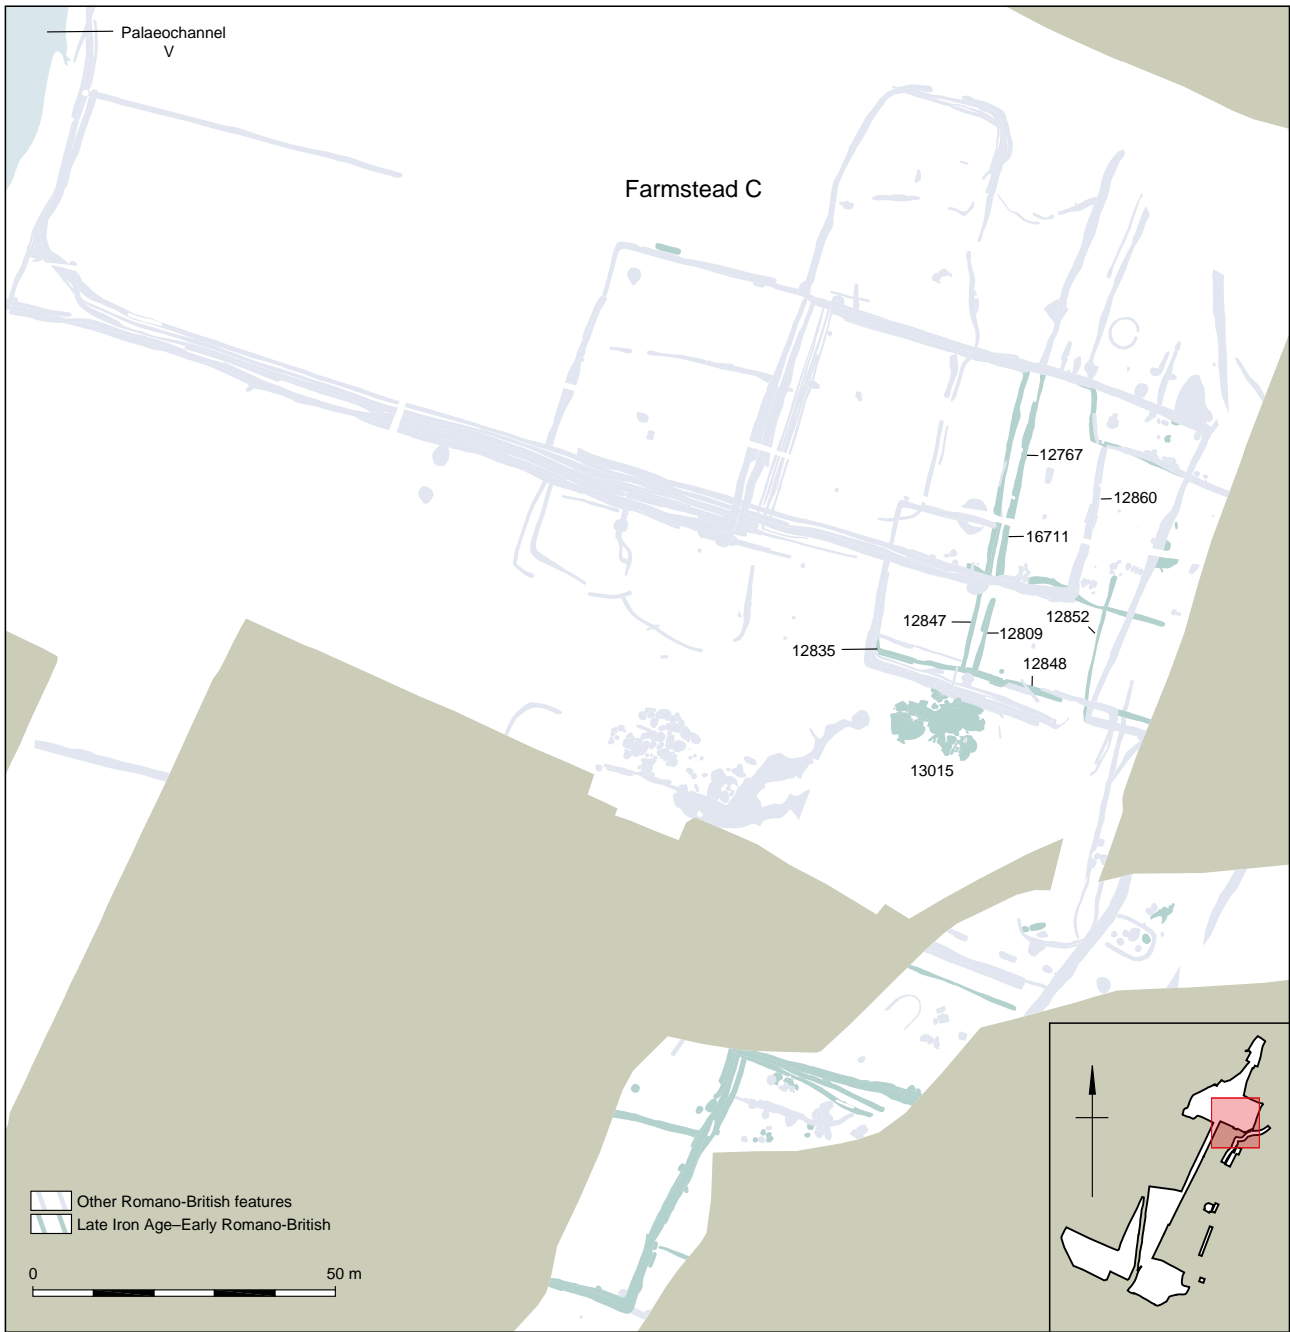 Palaeochannel
V
Farmstead C
12767
12860
16711
12847
12809
12852
12835
12848
13015
Other Romano-British features
Late Iron Age–Early Romano-British
0 50 m